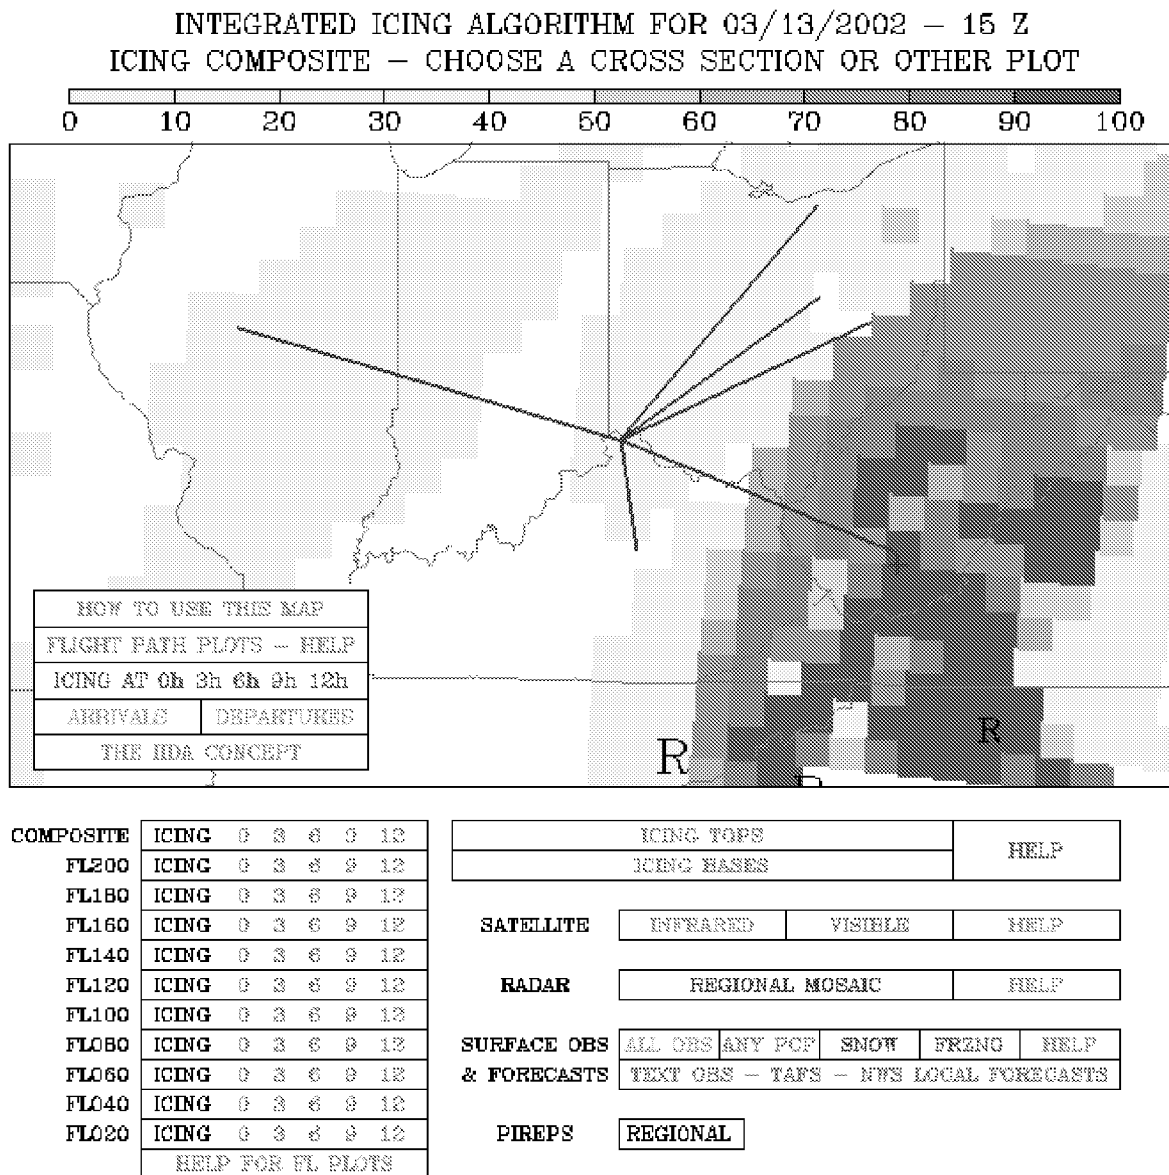 INTEGRATED ICING ALGORITHM FOR 03/13/2002 – 15 Z
ICING COMPOSITE – CHOOSE A CROSS SECTION OR OTHER PLOT
0 10 20 30 40 50 60 70 80 90 100
HOW TO USE THIS MAP
FLIGHT PATH PLOTS – HELP
ICING AT 0h 3h 6h 9h 12h
ARRIVALS DEPARTURES
THE IIDA CONCEPT
R
R
R
COMPOSITE ICING 0 3 6 9 12
FL200 ICING 0 3 6 9 12
FL180 ICING 0 3 6 9 12
FL160 ICING 0 3 6 9 12
FL140 ICING 0 3 6 9 12
FL120 ICING 0 3 6 9 12
FL100 ICING 0 3 6 9 12
FL080 ICING 0 3 6 9 12
FL060 ICING 0 3 6 9 12
FL040 ICING 0 3 6 9 12
FL020 ICING 0 3 6 9 12
HELP FOR FL PLOTS
ICING TOPS
ICING BASES
HELP
SATELLITE INFRARED VISIBLE HELP
RADAR REGIONAL MOSAIC HELP
SURFACE OBS ALL OBS ANY PCP SNOW FRZNG HELP
& FORECASTS TEXT OBS – TAFS – NWS LOCAL FORECASTS
PIREPS REGIONAL